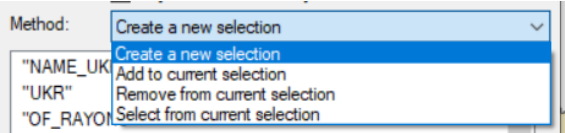 Method:
Create a new selection
Create a new selection
"NAME_UK
Add to current selection
"UKR"
Remove from current selection
"OF_RAYON
Select from current selection